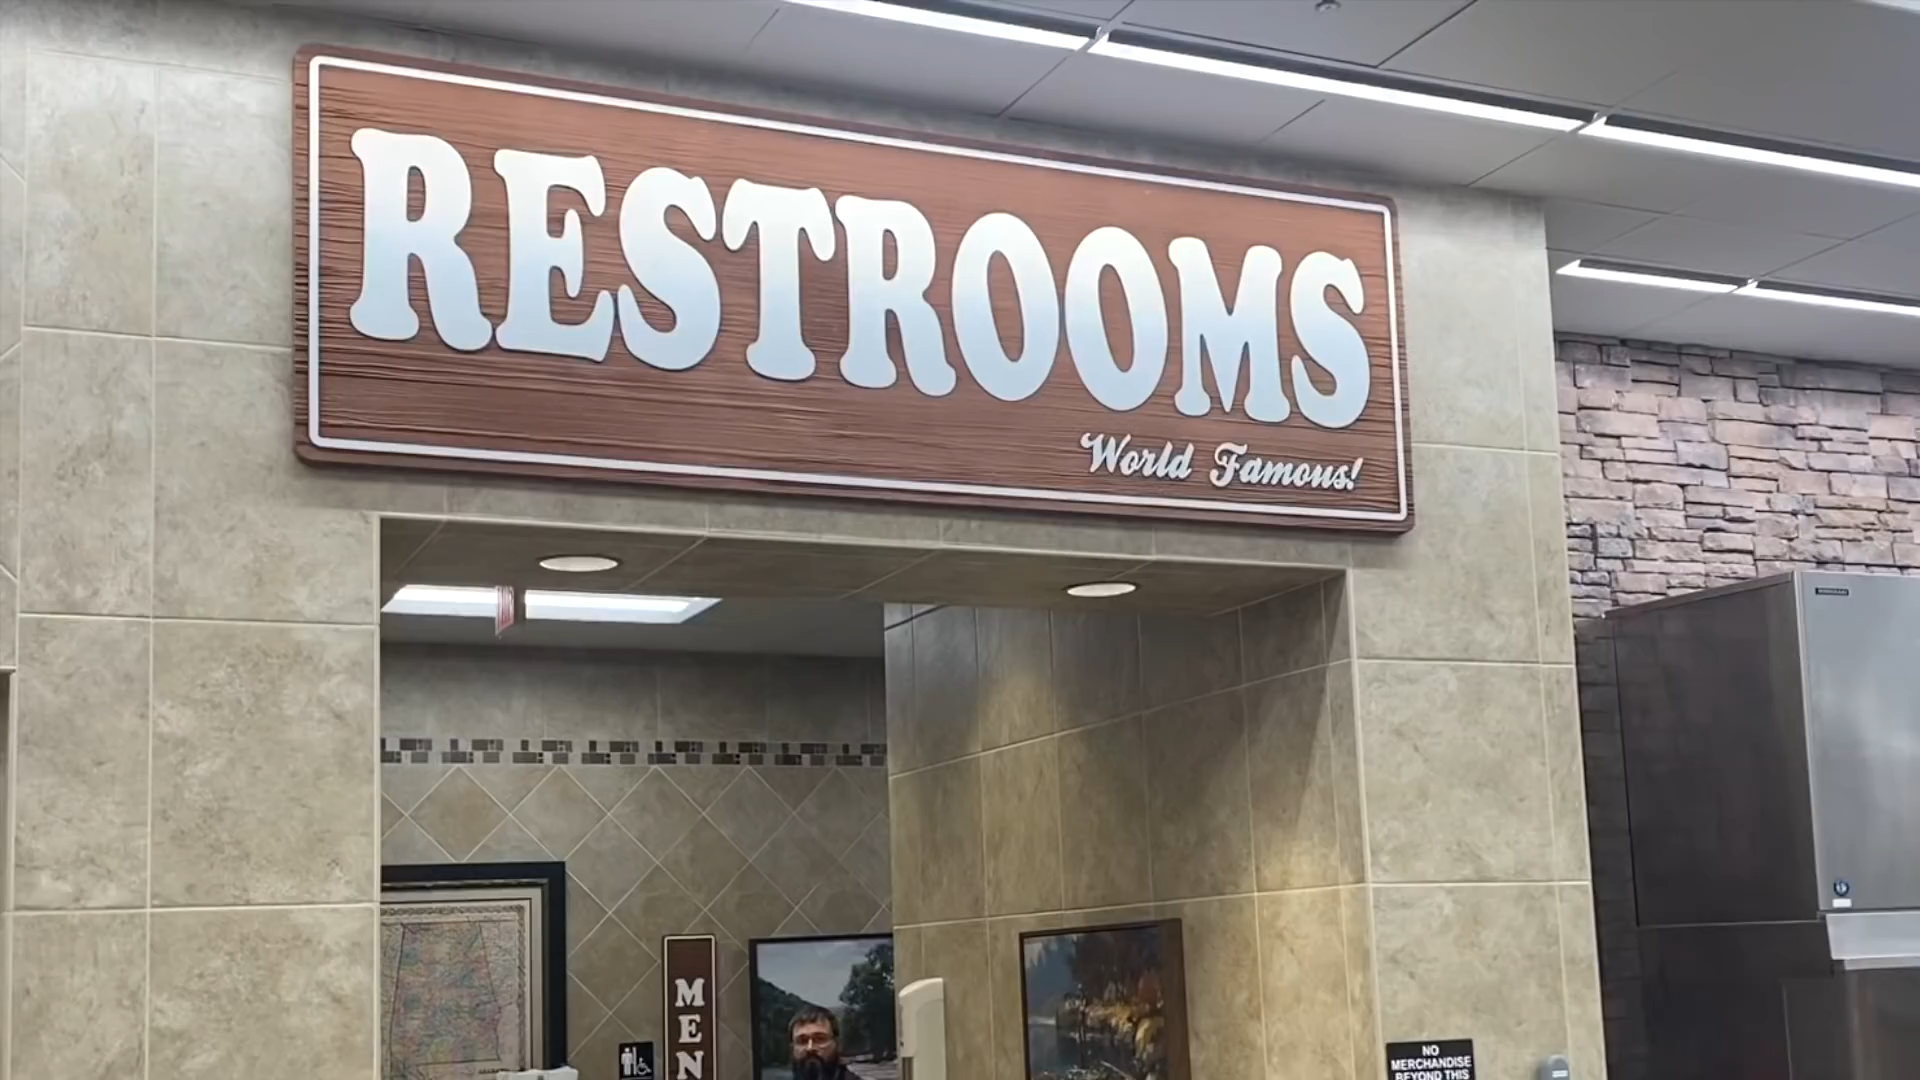 RESTROOMS
World Famous!
MEN
NO
MERCHANDISE
BEYOND THIS